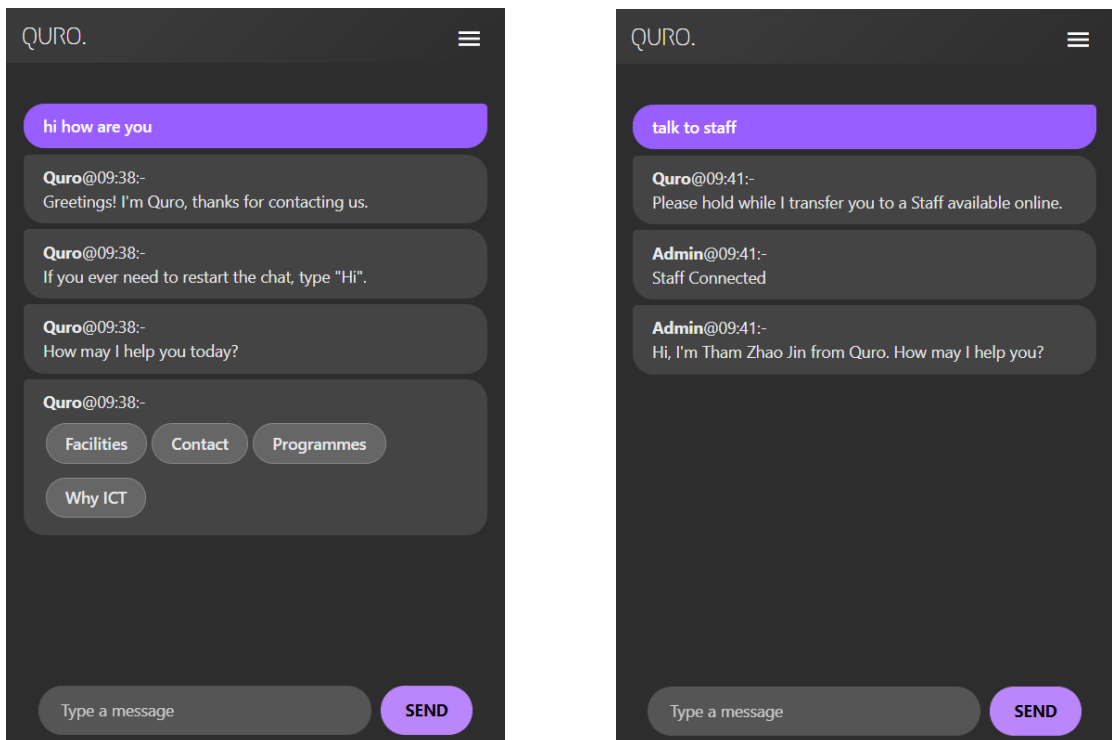 QURO.
hi how are you
Quro@09:38:-
Greetings! I'm Quro, thanks for contacting us.
Quro@09:38:-
If you ever need to restart the chat, type "Hi".
Quro@09:38:-
How may I help you today?
Quro@09:38:-
Facilities Contact Programmes
Why ICT
Type a message SEND
QURO.
talk to staff
Quro@09:41:-
Please hold while I transfer you to a Staff available online.
Admin@09:41:-
Staff Connected
Admin@09:41:-
Hi, I'm Tham Zhao Jin from Quro. How may I help you?
Type a message SEND